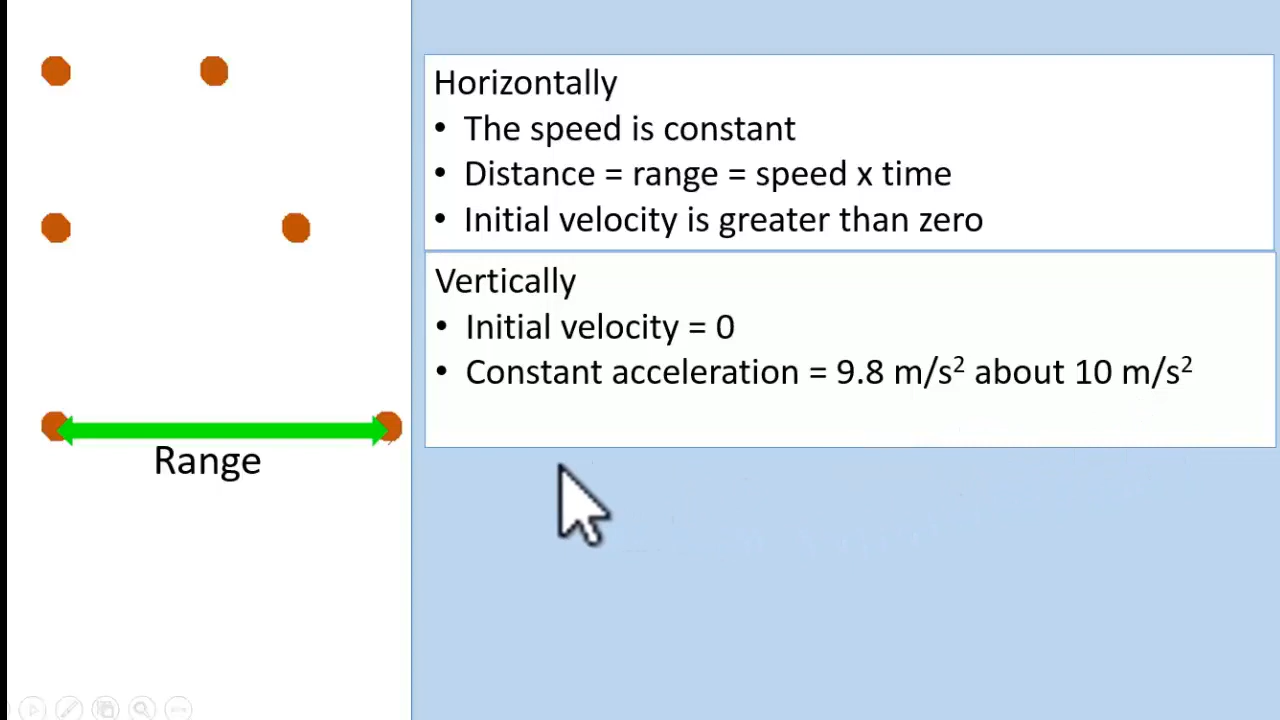 Horizontally
• The speed is constant
• Distance = range = speed x time
• Initial velocity is greater than zero
Vertically
• Initial velocity = 0
• Constant acceleration = 9.8 m/s² about 10 m/s²
Range